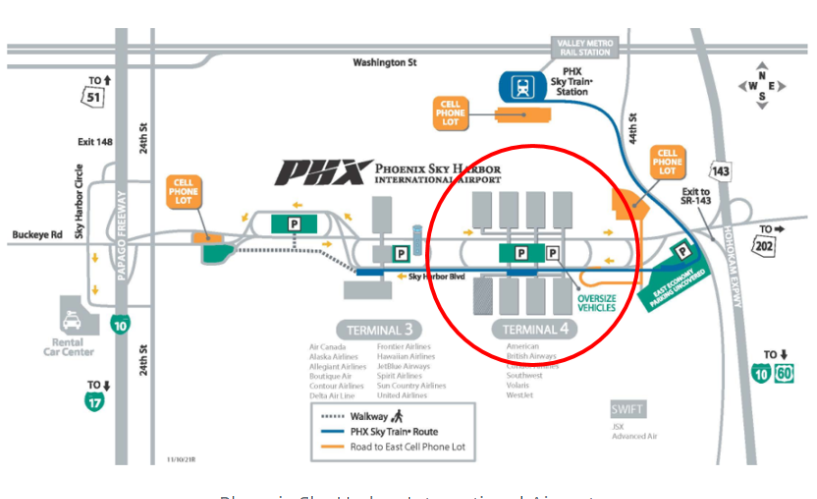 VALLEY METRO
RAIL STATION
Washington St
PHX
Sky Train®
Station
N
W E
S
TO
51
CELL
PHONE
LOT
44th St
Exit 148
24th St
143
CELL
PHONE
LOT
PHX PHOENIX SKY HARBOR
INTERNATIONAL AIRPORT
Sky Harbor Circle
PAPAGO FREEWAY
CELL
PHONE
LOT
Exit to
SR-143
P
Buckeye Rd
TO
202
P
P
P
P
Sky Harbor Blvd
HOHOKAM EXPWY
EAST ECONOMY
PARKING UNCOVERED
OVERSIZE
VEHICLES
Rental
Car Center
10
TERMINAL 3
TERMINAL 4
Air Canada
Alaska Airlines
Allegiant Airlines
Boutique Air
Contour Airlines
Delta Air Line
Frontier Airlines
Hawaiian Airlines
JetBlue Airways
Spirit Airlines
Sun Country Airlines
United Airlines
American
British Airways
Southwest
Volaris
WestJet
24th St
TO
10 60
TO
17
SWIFT
JSX
Advanced Air
Walkway
PHX Sky Train® Route
Road to East Cell Phone Lot
11/10/21R